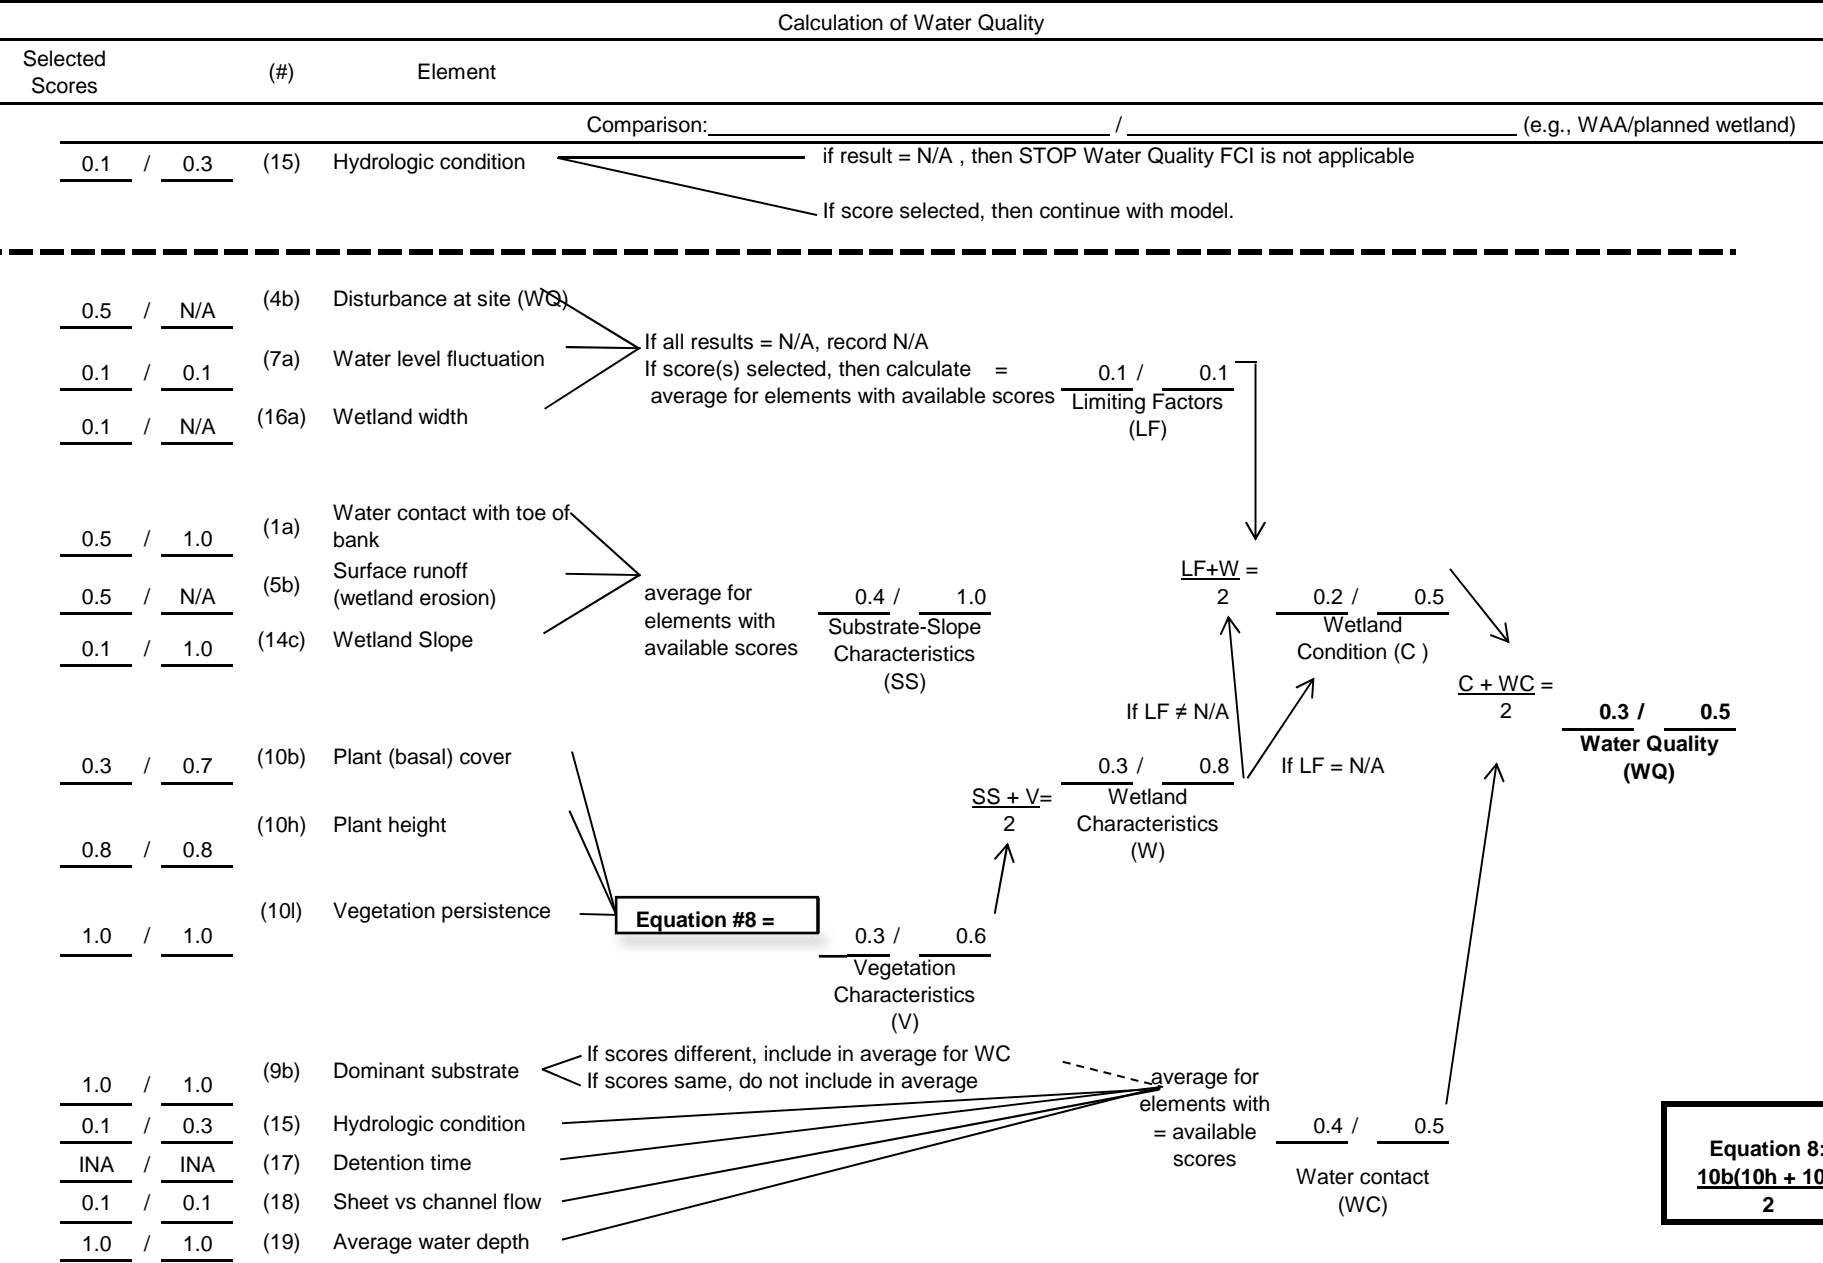 Calculation of Water Quality
Selected Scores (#) Element
Comparison: / (e.g., WAA/planned wetland)
0.1 / 0.3 (15) Hydrologic condition if result = N/A , then STOP Water Quality FCI is not applicable
If score selected, then continue with model.
0.5 / N/A (4b) Disturbance at site (WQ)
0.1 / 0.1 (7a) Water level fluctuation
0.1 / N/A (16a) Wetland width
If all results = N/A, record N/A
If score(s) selected, then calculate =
average for elements with available scores
0.1 / 0.1
Limiting Factors
(LF)
0.5 / 1.0 (1a) Water contact with toe of
bank
0.5 / N/A (5b) Surface runoff
(wetland erosion)
0.1 / 1.0 (14c) Wetland Slope
average for
elements with
available scores
0.4 / 1.0
Substrate-Slope
Characteristics
(SS)
LF+W =
2
0.2 / 0.5
Wetland
Condition (C )
If LF ≠ N/A
If LF = N/A
C + WC =
2
0.3 / 0.5
Water Quality
(WQ)
0.3 / 0.7 (10b) Plant (basal) cover
0.8 / 0.8 (10h) Plant height
1.0 / 1.0 (10l) Vegetation persistence
Equation #8 =
0.3 / 0.6
Vegetation
Characteristics
(V)
SS + V=
2
0.3 / 0.8
Wetland
Characteristics
(W)
1.0 / 1.0 (9b) Dominant substrate
If scores different, include in average for WC
If scores same, do not include in average
0.1 / 0.3 (15) Hydrologic condition
INA / INA (17) Detention time
0.1 / 0.1 (18) Sheet vs channel flow
1.0 / 1.0 (19) Average water depth
average for
elements with
= available
scores
0.4 / 0.5
Water contact
(WC)
Equation 8:
10b(10h + 10
2